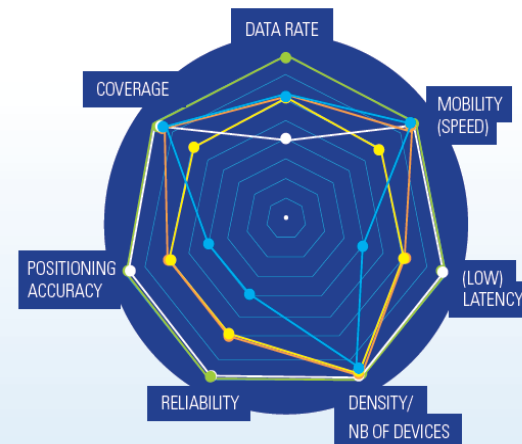 DATA RATE
COVERAGE
MOBILITY
(SPEED)
POSITIONING
ACCURACY
(LOW)
LATENCY
RELIABILITY
DENSITY/
NB OF DEVICES